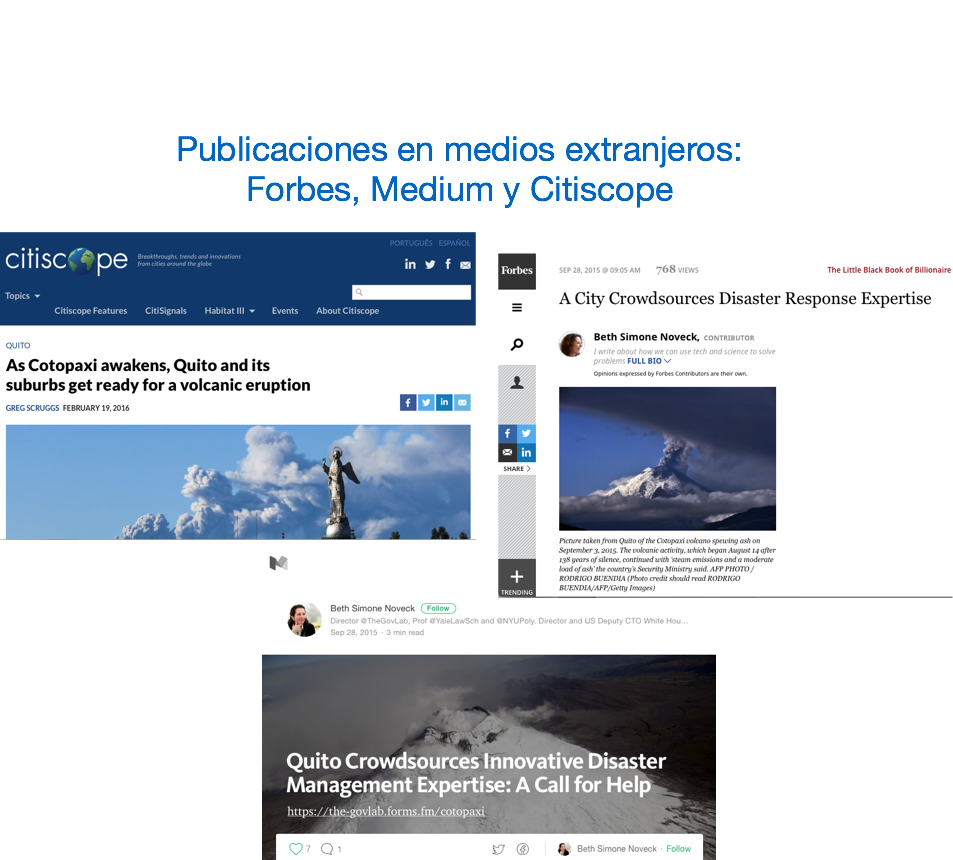 Publicaciones en medios extranjeros:
Forbes, Medium y Citiscope
PORTUGUÊS ESPAÑOL
citiscope
Breakthroughs, trends and innovations
from cities around the globe
Topics
Citiscope Features CitiSignals Habitat III Events About Citiscope
QUITO
As Cotopaxi awakens, Quito and its
suburbs get ready for a volcanic eruption
GREG SCRUGGS FEBRUARY 19, 2016
Forbes
SEP 28, 2015 @ 09:05 AM 768 VIEWS
The Little Black Book of Billionaire
A City Crowdsources Disaster Response Expertise
Beth Simone Noveck, CONTRIBUTOR
I write about how we can use tech and science to solve
problems FULL BIO
Opinions expressed by Forbes Contributors are their own.
SHARE
TRENDING
Picture taken from Quito of the Cotopaxi volcano spewing ash on
September 3, 2015. The volcanic activity, which began August 14 after
138 years of silence, continued with 'steam emissions and a moderate
load of ash' the country's Security Ministry said. AFP PHOTO /
RODRIGO BUENDIA (Photo credit should read RODRIGO
BUENDIA/AFP/Getty Images)
Beth Simone Noveck Follow
Director @TheGovLab, Prof @YaleLawSch and @NYUPoly. Director and US Deputy CTO White Hou...
Sep 28, 2015 · 3 min read
Quito Crowdsources Innovative Disaster
Management Expertise: A Call for Help
https://the-govlab.forms.fm/cotopaxi
7 1 Beth Simone Noveck · Follow